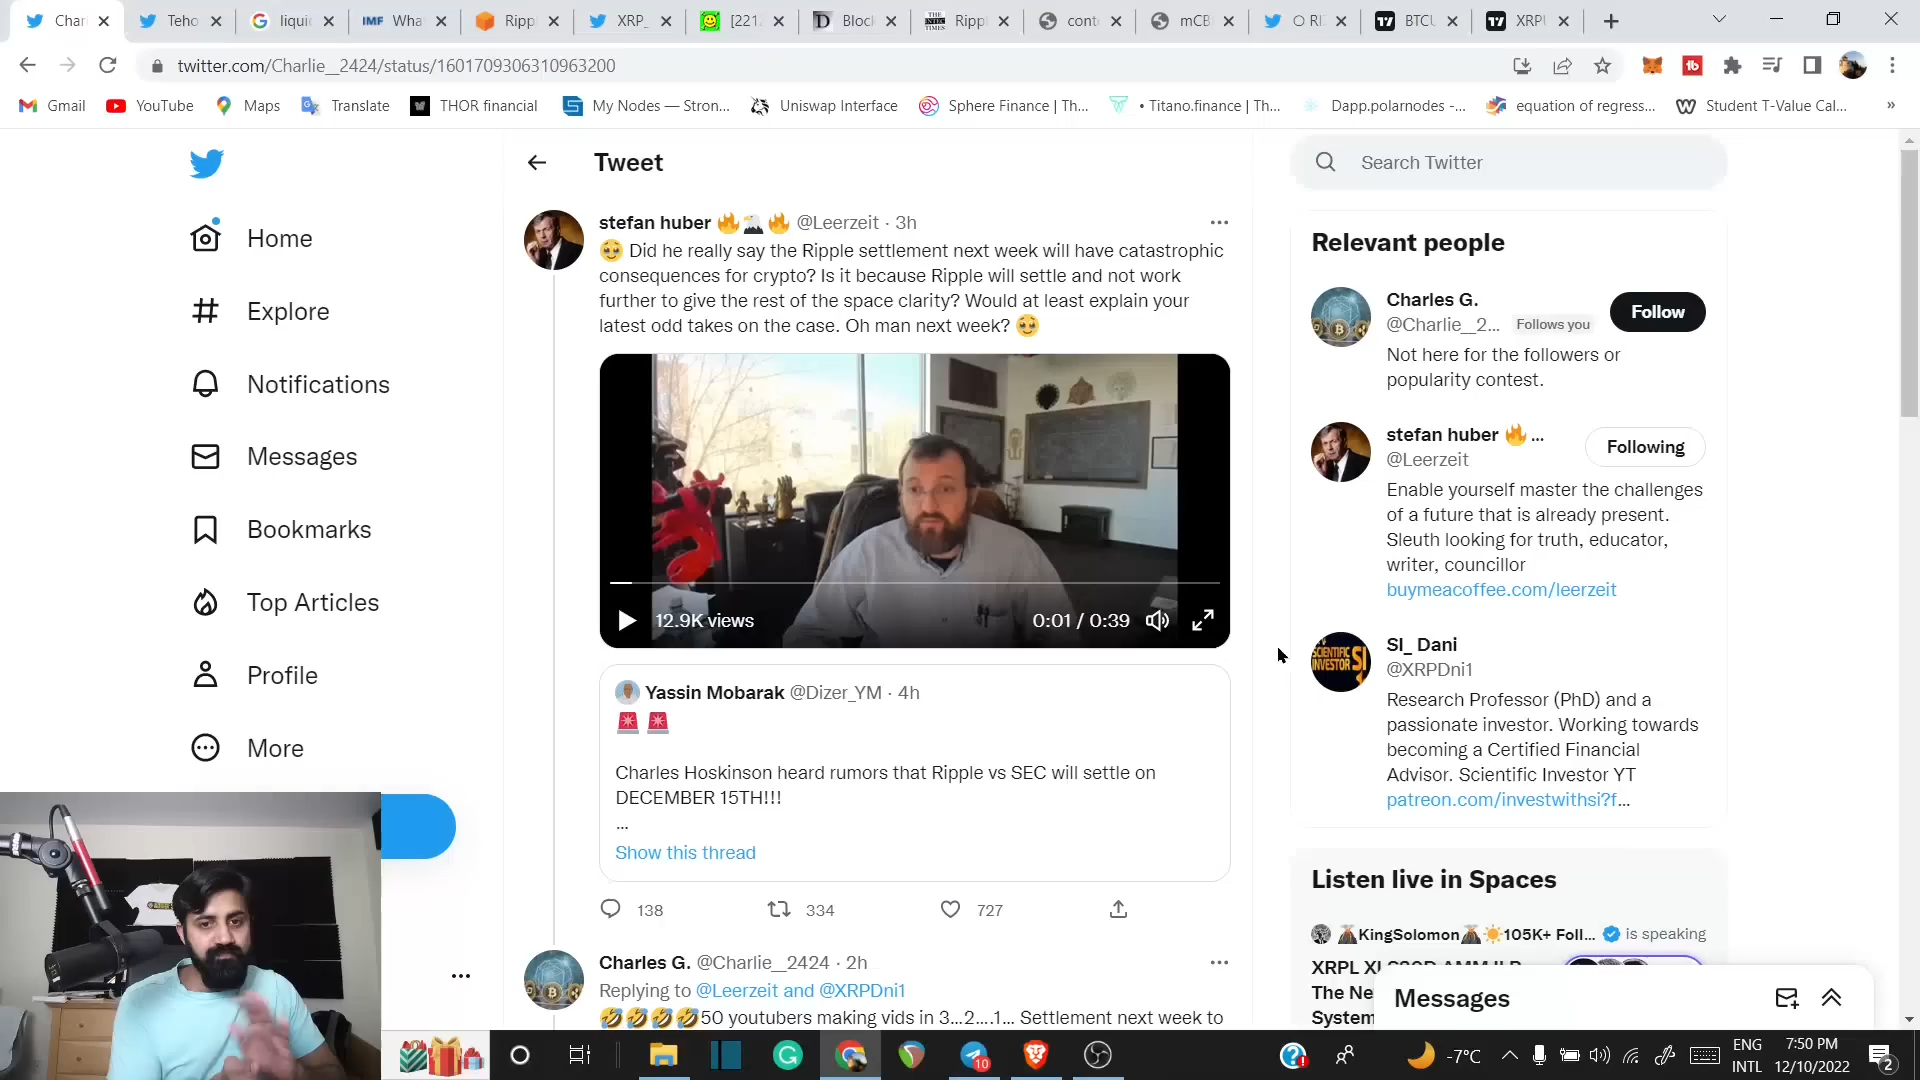 Charl
Teho
liqui
IMF Wha
Rippl
XRP_
[221
Block
Rippl
cont
mCB
O RI
BTCU
XRPU
twitter.com/Charlie__2424/status/1601709306310963200
Gmail
YouTube
Maps
Translate
THOR financial
My Nodes — Stron...
Uniswap Interface
Sphere Finance | Th...
• Titano.finance | Th...
Dapp.polarnodes -...
equation of regress...
Student T-Value Cal...
»
Home
Explore
Notifications
Messages
Bookmarks
Top Articles
Profile
More
Tweet
stefan huber 🔥🦅🔥 @Leerzeit · 3h
🥹 Did he really say the Ripple settlement next week will have catastrophic
consequences for crypto? Is it because Ripple will settle and not work
further to give the rest of the space clarity? Would at least explain your
latest odd takes on the case. Oh man next week? 🥹
12.9K views
0:01 / 0:39
Yassin Mobarak @Dizer_YM · 4h
🚨 🚨
Charles Hoskinson heard rumors that Ripple vs SEC will settle on
DECEMBER 15TH!!!
...
Show this thread
138
334
727
Charles G. @Charlie__2424 · 2h
Replying to @Leerzeit and @XRPDni1
🤣🤣🤣🤣50 youtubers making vids in 3...2....1... Settlement next week to
Search Twitter
Relevant people
Charles G.
@Charlie__2... Follows you
Follow
Not here for the followers or
popularity contest.
stefan huber 🔥 ...
@Leerzeit
Following
Enable yourself master the challenges
of a future that is already present.
Sleuth looking for truth, educator,
writer, councillor
buymeacoffee.com/leerzeit
SCIENTIFIC
INVESTOR SI
SI_ Dani
@XRPDni1
Research Professor (PhD) and a
passionate investor. Working towards
becoming a Certified Financial
Advisor. Scientific Investor YT
patreon.com/investwithsi?f...
Listen live in Spaces
🌋KingSolomon🌋☀️105K+ Foll... is speaking
The Ne
System
Messages
10
-7°C
ENG
INTL
7:50 PM
12/10/2022
2